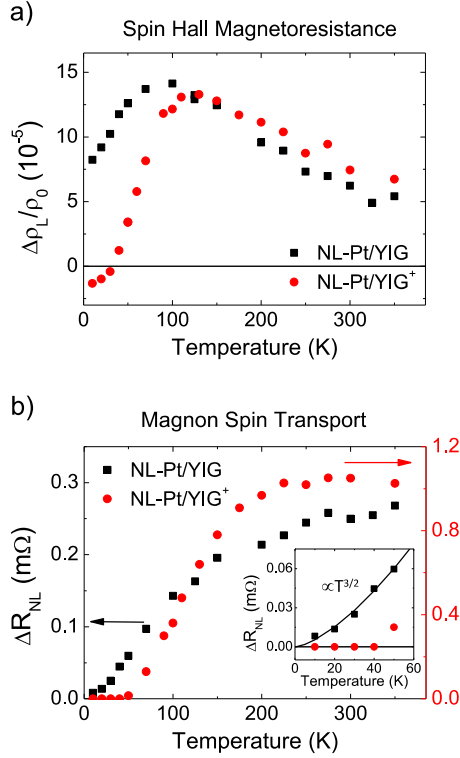 a)
Spin Hall Magnetoresistance
15
10
5
0
Δρ_L/ρ_0 (10^-5)
NL-Pt/YIG
NL-Pt/YIG^+
0 100 200 300
Temperature (K)
b)
Magnon Spin Transport
NL-Pt/YIG
NL-Pt/YIG^+
0.3
0.2
0.1
0.0
ΔR_NL (mΩ)
1.2
0.8
0.4
0.0
0.06
0.03
0.00
ΔR_NL (mΩ)
∝T^3/2
0 20 40 60
Temperature (K)
0 100 200 300
Temperature (K)